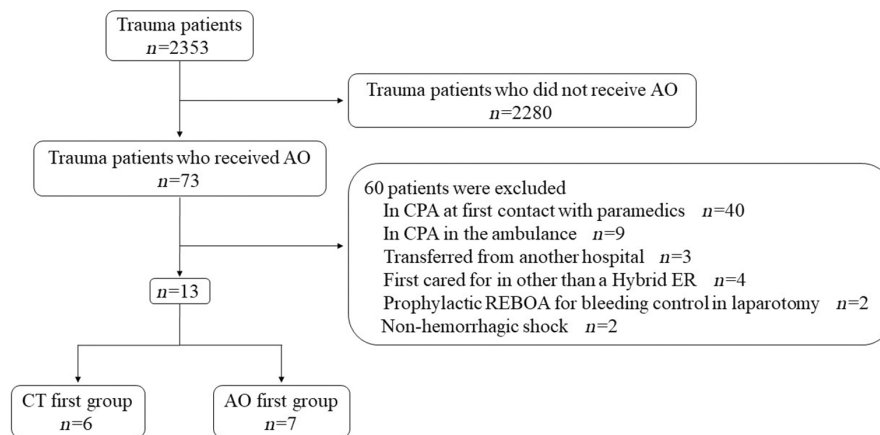 Trauma patients
n=2353
Trauma patients who did not receive AO
n=2280
Trauma patients who received AO
n=73
60 patients were excluded
In CPA at first contact with paramedics n=40
In CPA in the ambulance n=9
Transferred from another hospital n=3
First cared for in other than a Hybrid ER n=4
Prophylactic REBOA for bleeding control in laparotomy n=2
Non-hemorrhagic shock n=2
n=13
CT first group
n=6
AO first group
n=7